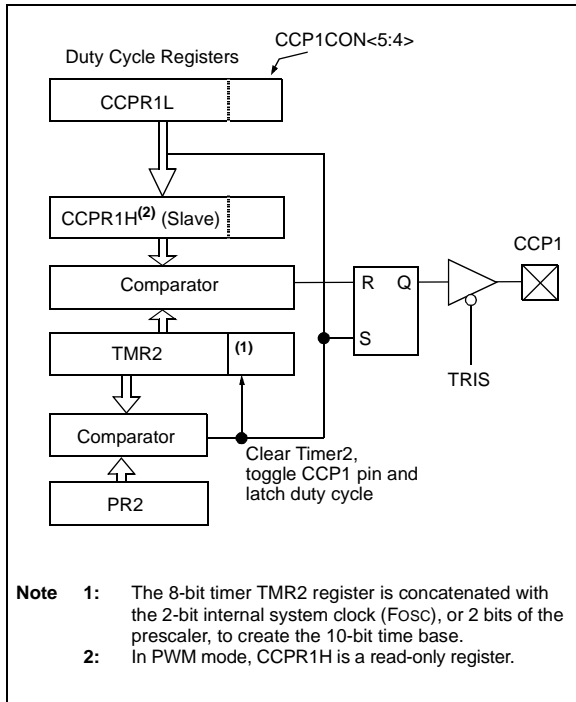 CCP1CON<5:4>
Duty Cycle Registers
CCPR1L
CCPR1H(2) (Slave)
CCP1
Comparator
R Q
S
TMR2 (1)
TRIS
Comparator
Clear Timer2,
toggle CCP1 pin and
latch duty cycle
PR2
Note 1: The 8-bit timer TMR2 register is concatenated with
the 2-bit internal system clock (FOSC), or 2 bits of the
prescaler, to create the 10-bit time base.
2: In PWM mode, CCPR1H is a read-only register.